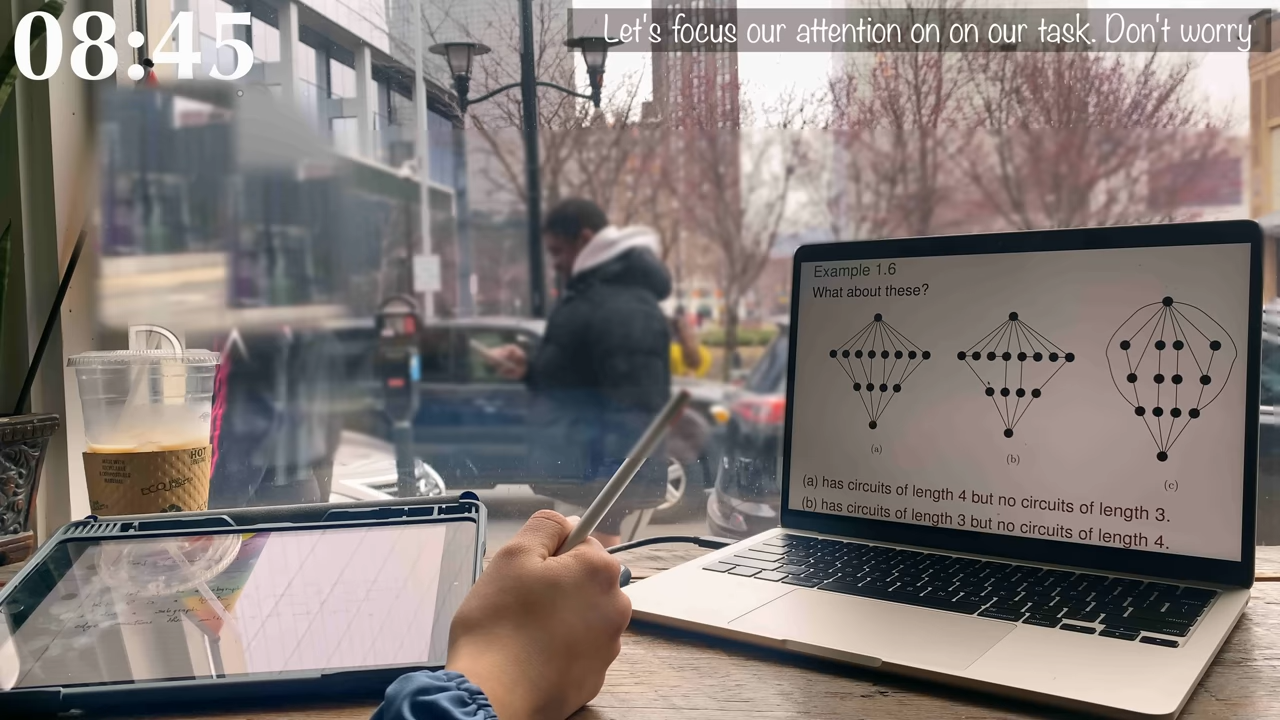 08:45
Let's focus our attention on on our task. Don't worry
Example 1.6
What about these?
(a)
(b)
(c)
(a) has circuits of length 4 but no circuits of length 3.
(b) has circuits of length 3 but no circuits of length 4.
HOT